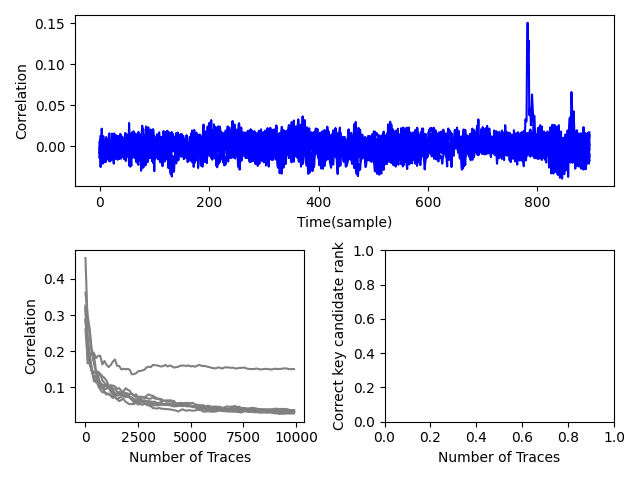 0.15
0.10
0.05
0.00
Correlation
0 200 400 600 800
Time(sample)
0.4
0.3
0.2
0.1
Correlation
0 2500 5000 7500 10000
Number of Traces
1.0
0.8
0.6
0.4
0.2
0.0
Correct key candidate rank
0.0 0.2 0.4 0.6 0.8 1.0
Number of Traces